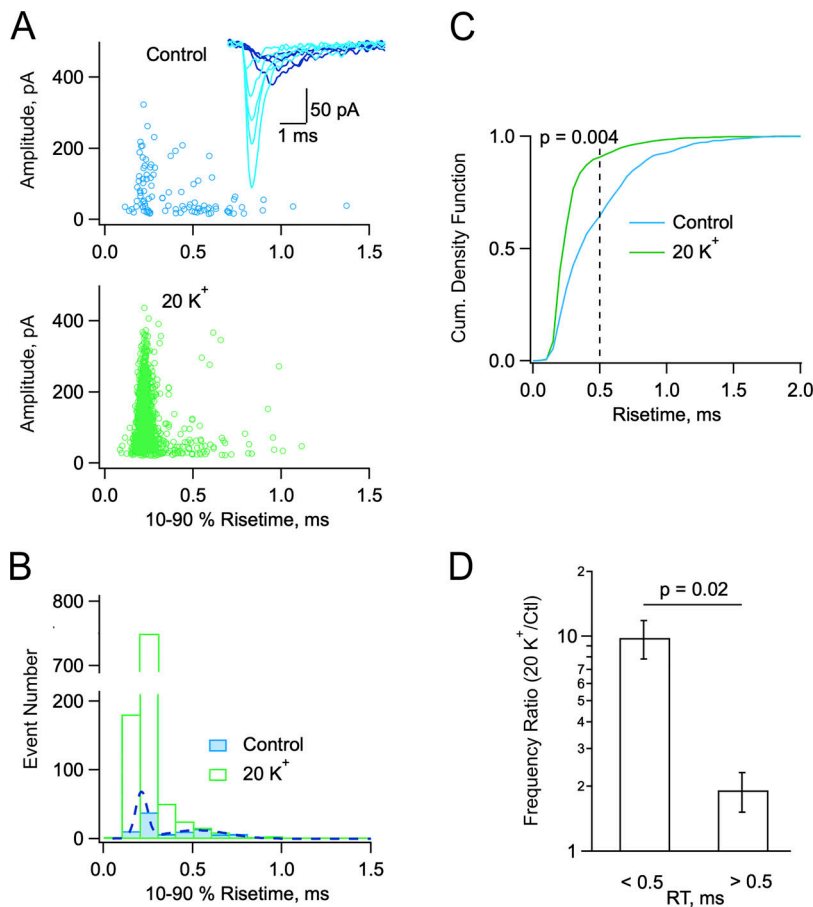 A
Control
50 pA
1 ms
Amplitude, pA
400
200
0
0.0 0.5 1.0 1.5
20 K+
Amplitude, pA
400
200
0
0.0 0.5 1.0 1.5
10-90 % Risetime, ms
B
Event Number
800
700
200
100
0
Control
20 K+
0.0 0.5 1.0 1.5
10-90 % Risetime, ms
C
Cum. Density Function
1.0
0.5
0.0
p = 0.004
Control
20 K+
0.0 0.5 1.0 1.5 2.0
Risetime, ms
D
Frequency Ratio (20 K+/Ctl)
2
10
7
6
5
4
3
2
1
p = 0.02
< 0.5 > 0.5
RT, ms